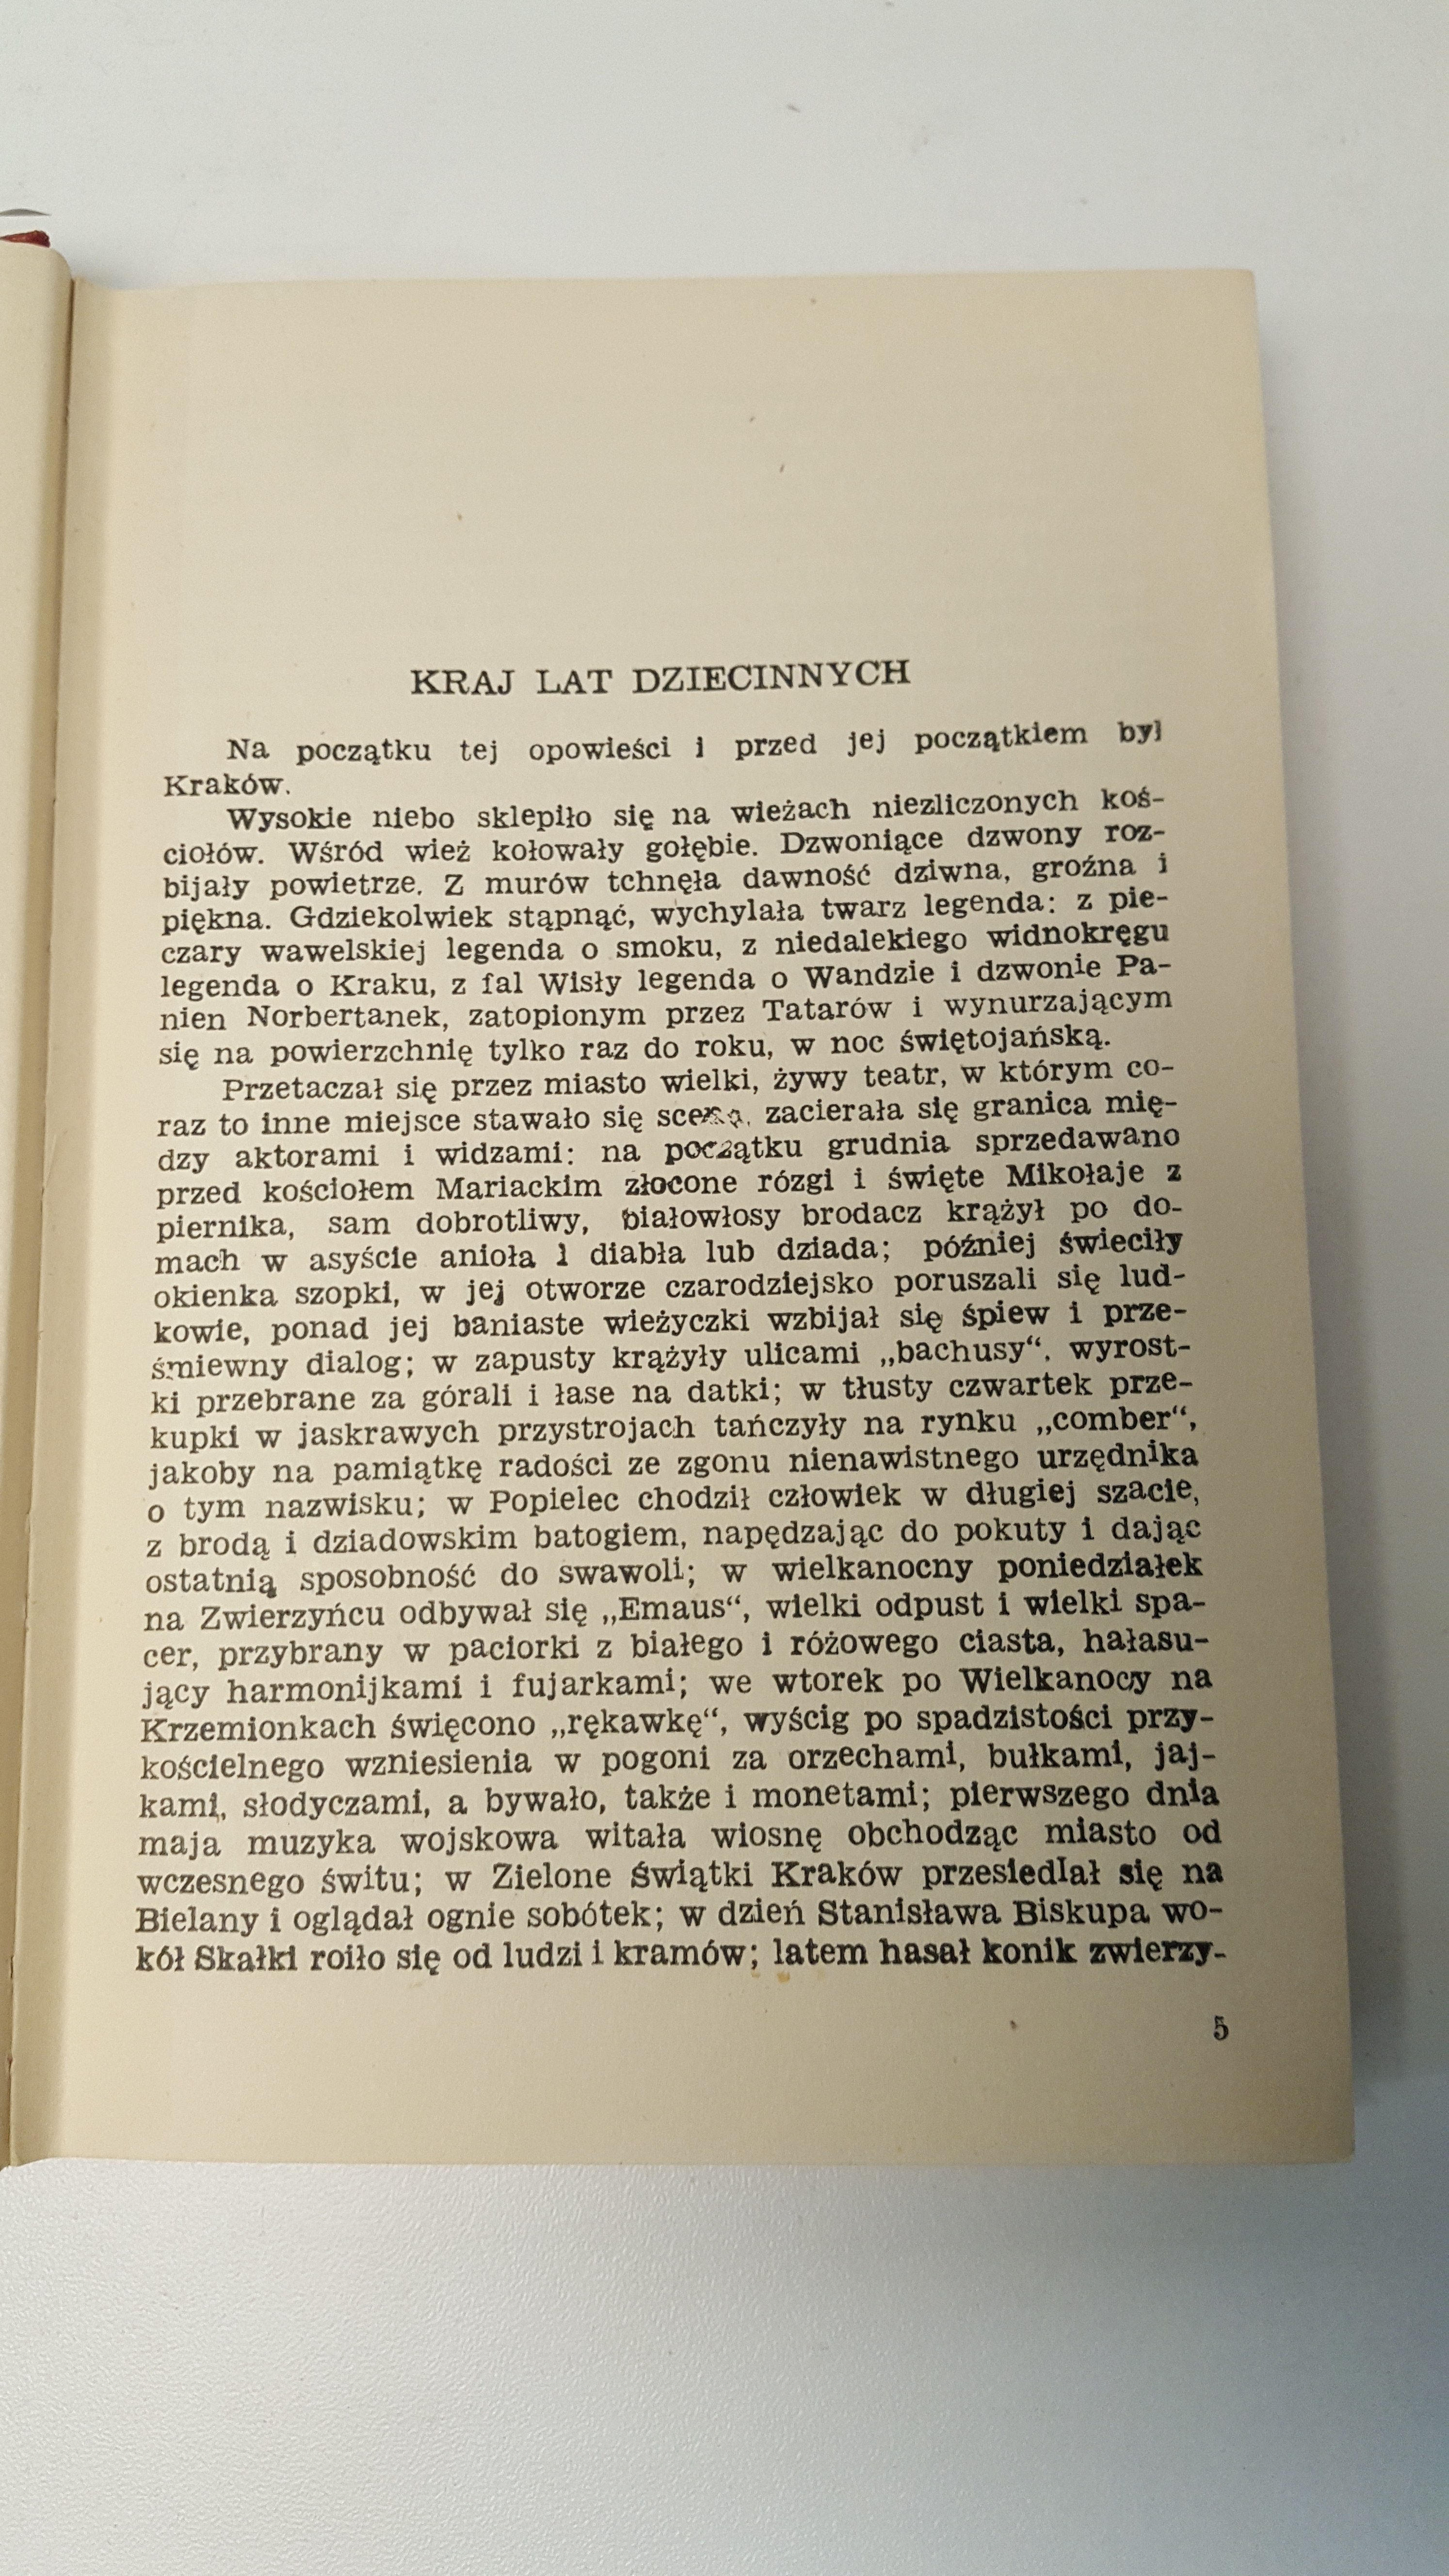 KRAJ LAT DZIECINNYCH
Na początku tej opowieści i przed jej początkiem był
Kraków.
Wysokie niebo sklepiło się na wieżach niezliczonych koś-
ciołów. Wśród wież kołowały gołębie. Dzwoniące dzwony roz-
bijały powietrze. Z murów tchnęła dawność dziwna, groźna i
piękna. Gdziekolwiek stąpnąć, wychylała twarz legenda: z pie-
czary wawelskiej legenda o smoku, z niedalekiego widnokręgu
legenda o Kraku, z fal Wisły legenda o Wandzie i dzwonie Pa-
nien Norbertanek, zatopionym przez Tatarów i wynurzającym
się na powierzchnię tylko raz do roku, w noc świętojańską.
Przetaczał się przez miasto wielki, żywy teatr, w którym co-
raz to inne miejsce stawało się sceną, zacierała się granica mię-
dzy aktorami i widzami: na początku grudnia sprzedawano
przed kościołem Mariackim złocone rózgi i święte Mikołaje z
piernika, sam dobrotliwy, białowłosy brodacz krążył po do-
mach w asyście anioła i diabła lub dziada; później świeciły
okienka szopki, w jej otworze czarodziejsko poruszali się lud-
kowie, ponad jej baniaste wieżyczki wzbijał się śpiew i prze-
śmiewny dialog; w zapusty krążyły ulicami „bachusy“, wyrost-
ki przebrane za górali i łase na datki; w tłusty czwartek prze-
kupki w jaskrawych przystrojach tańczyły na rynku „comber“,
jakoby na pamiątkę radości ze zgonu nienawistnego urzędnika
o tym nazwisku; w Popielec chodził człowiek w długiej szacie,
z brodą i dziadowskim batogiem, napędzając do pokuty i dając
ostatnią sposobność do swawoli; w wielkanocny poniedziałek
na Zwierzyńcu odbywał się „Emaus“, wielki odpust i wielki spa-
cer, przybrany w paciorki z białego i różowego ciasta, hałasu-
jący harmonijkami i fujarkami; we wtorek po Wielkanocy na
Krzemionkach święcono „rękawkę“, wyścig po spadzistości przy-
kościelnego wzniesienia w pogoni za orzechami, bułkami, jaj-
kami, słodyczami, a bywało, także i monetami; pierwszego dnia
maja muzyka wojskowa witała wiosnę obchodząc miasto od
wczesnego świtu; w Zielone Świątki Kraków przesiedlał się na
Bielany i oglądał ognie sobótek; w dzień Stanisława Biskupa wo-
kół Skałki roiło się od ludzi i kramów; latem hasał konik zwierzy-
5